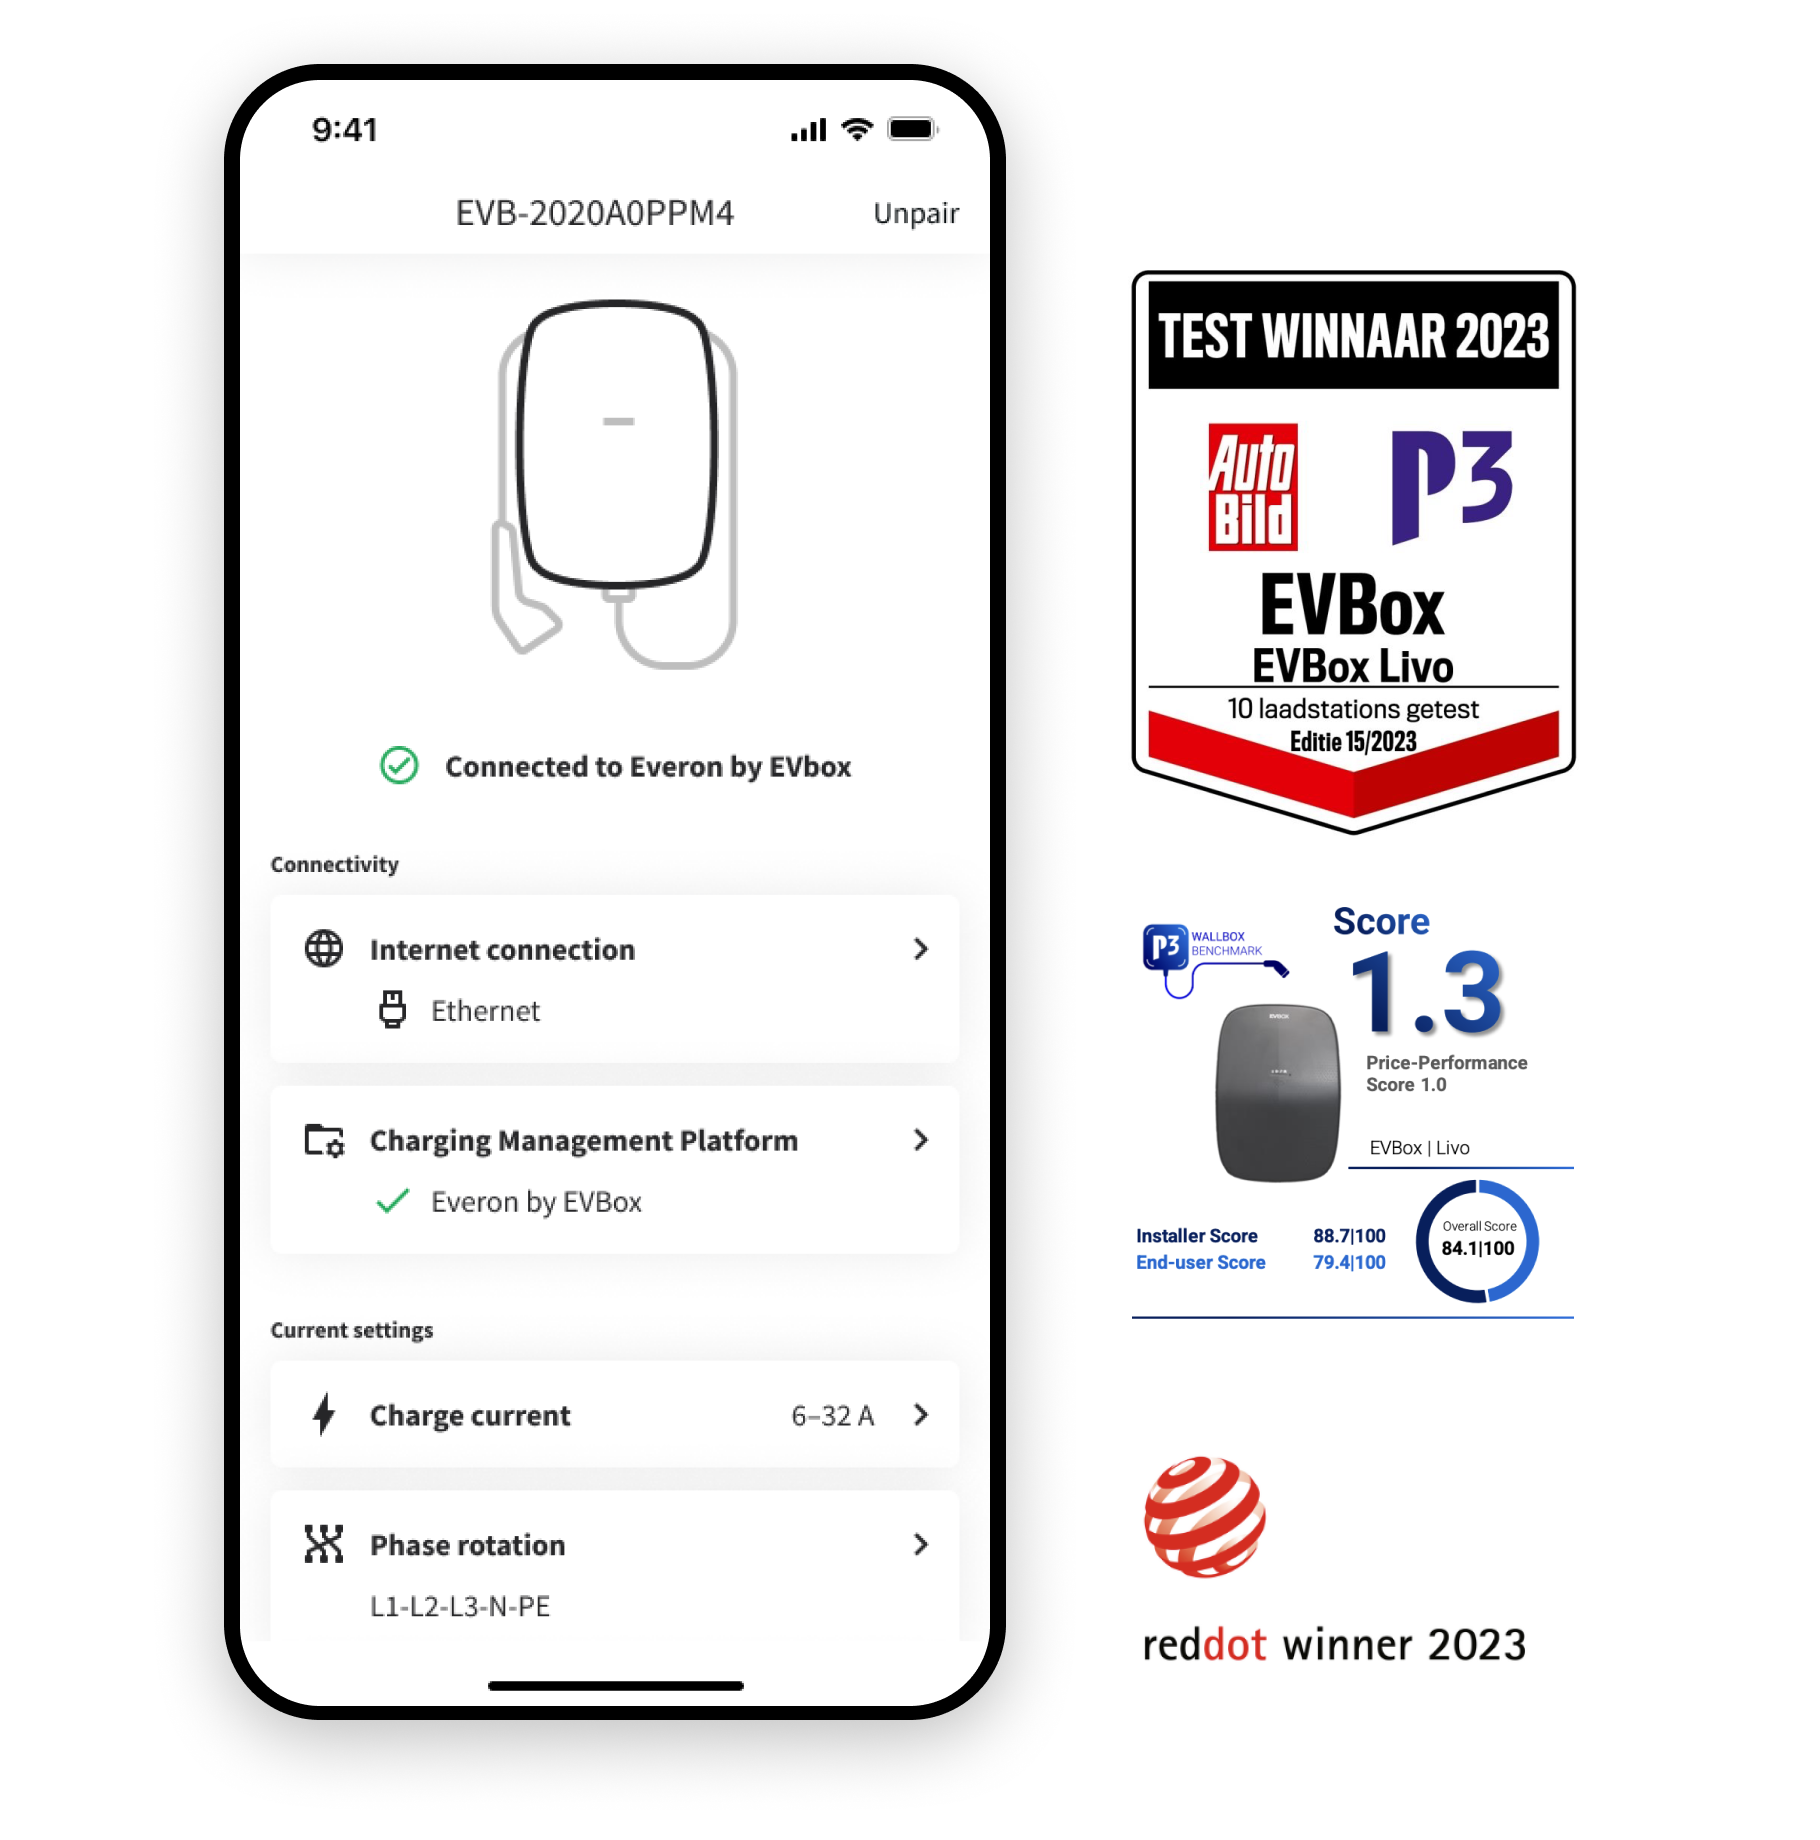 9:41
EVB-2020A0PPM4
Unpair
Connected to Everon by EVbox
Connectivity
Internet connection
Ethernet
Charging Management Platform
Everon by EVBox
Current settings
Charge current
6–32 A
Phase rotation
L1-L2-L3-N-PE
TEST WINNAAR 2023
Auto
Bild
P3
EVBox
EVBox Livo
10 laadstations getest
Editie 15/2023
P3 WALLBOX
BENCHMARK
Score
1.3
Price-Performance
Score 1.0
EVBOX
EVBox | Livo
Installer Score 88.7|100
End-user Score 79.4|100
Overall Score
84.1|100
reddot winner 2023